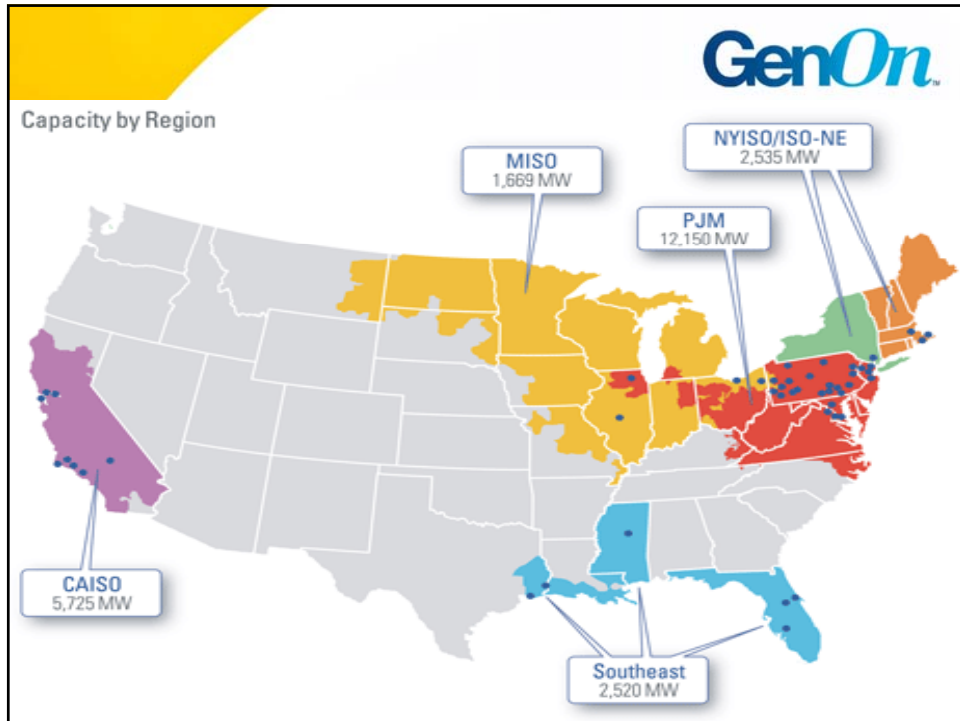 GenOn™
Capacity by Region
NYISO/ISO-NE
2,535 MW
MISO
1,669 MW
PJM
12,150 MW
CAISO
5,725 MW
Southeast
2,520 MW